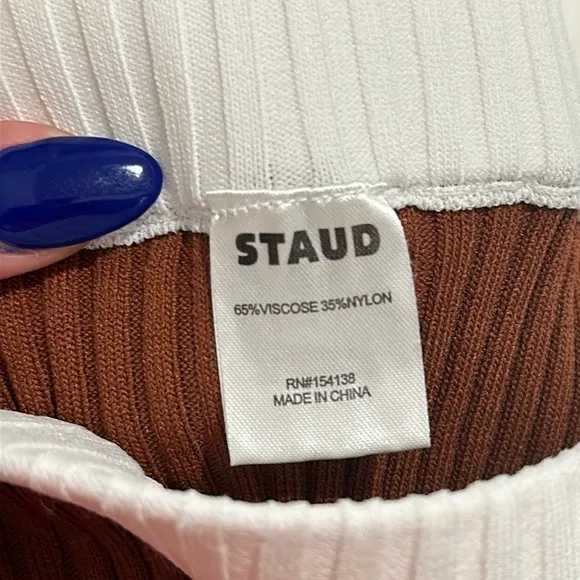 STAUD
65%VISCOSE 35%NYLON
RN#154138
MADE IN CHINA